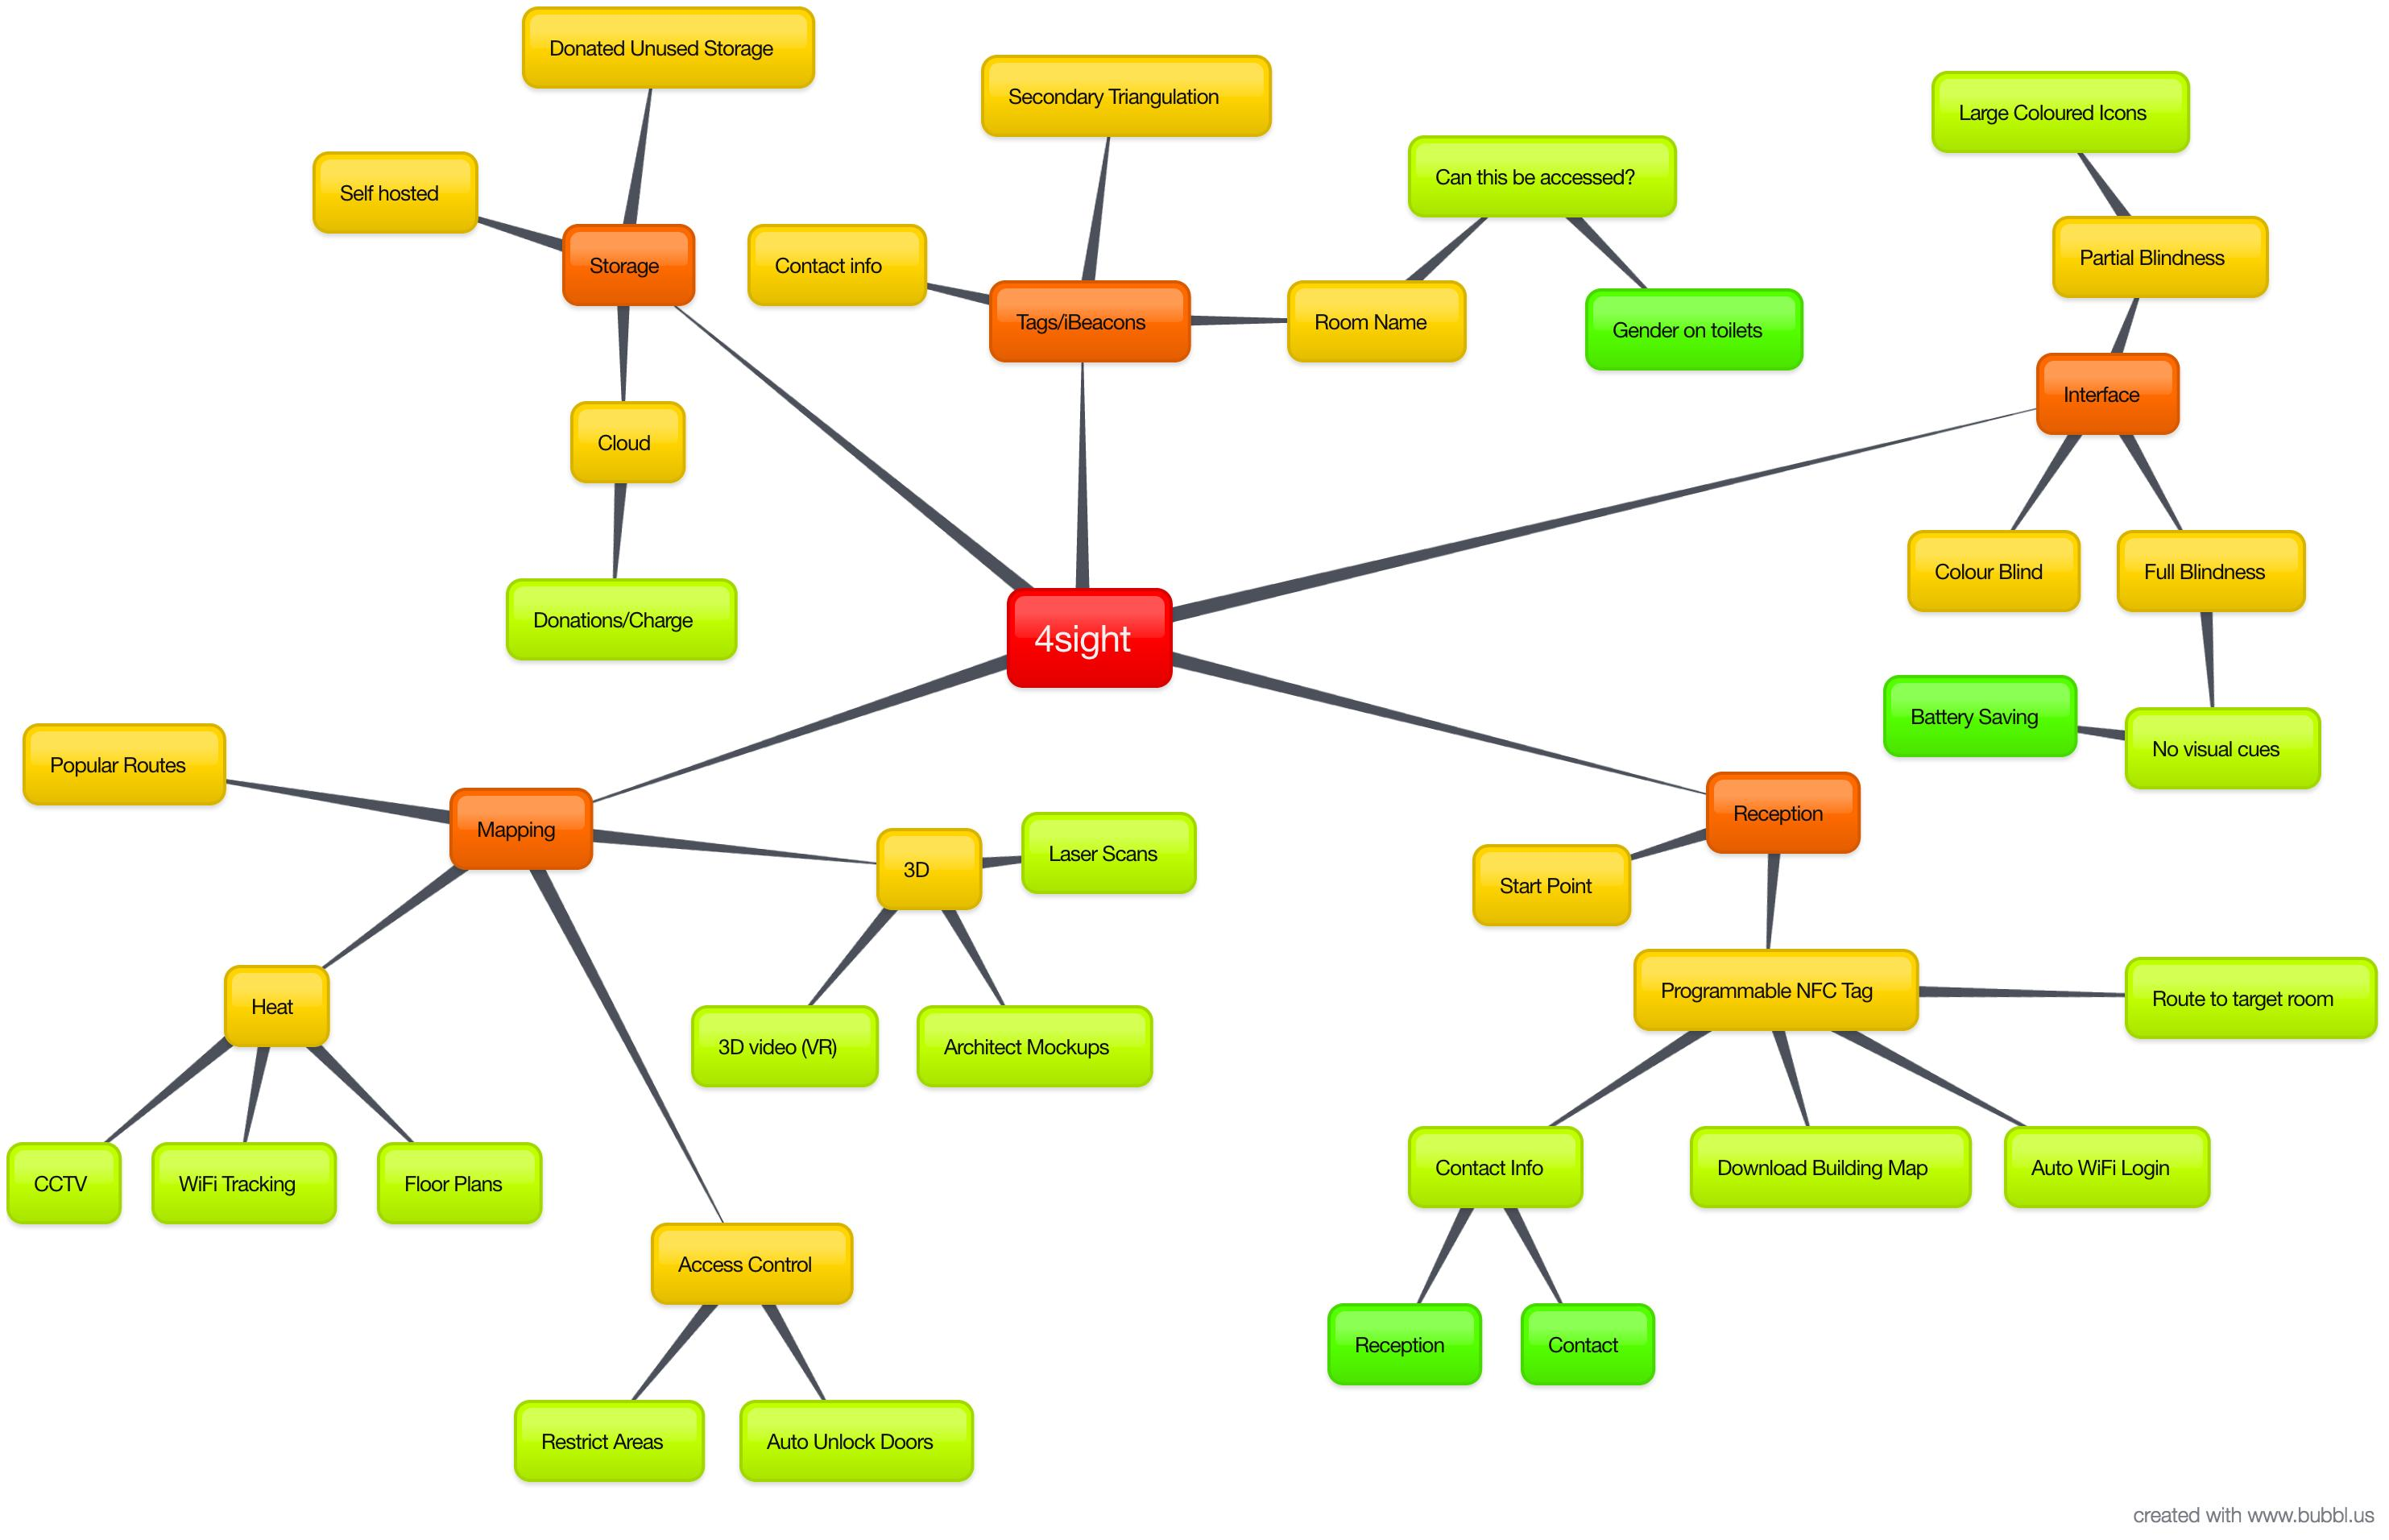 Donated Unused Storage
Secondary Triangulation
Large Coloured Icons
Self hosted
Can this be accessed?
Storage
Contact info
Partial Blindness
Tags/iBeacons
Room Name
Gender on toilets
Interface
Cloud
Colour Blind
Full Blindness
Donations/Charge
4sight
Battery Saving
No visual cues
Popular Routes
Mapping
Reception
3D
Laser Scans
Start Point
Heat
Programmable NFC Tag
Route to target room
3D video (VR)
Architect Mockups
CCTV
WiFi Tracking
Floor Plans
Contact Info
Download Building Map
Auto WiFi Login
Access Control
Reception
Contact
Restrict Areas
Auto Unlock Doors
created with www.bubbl.us